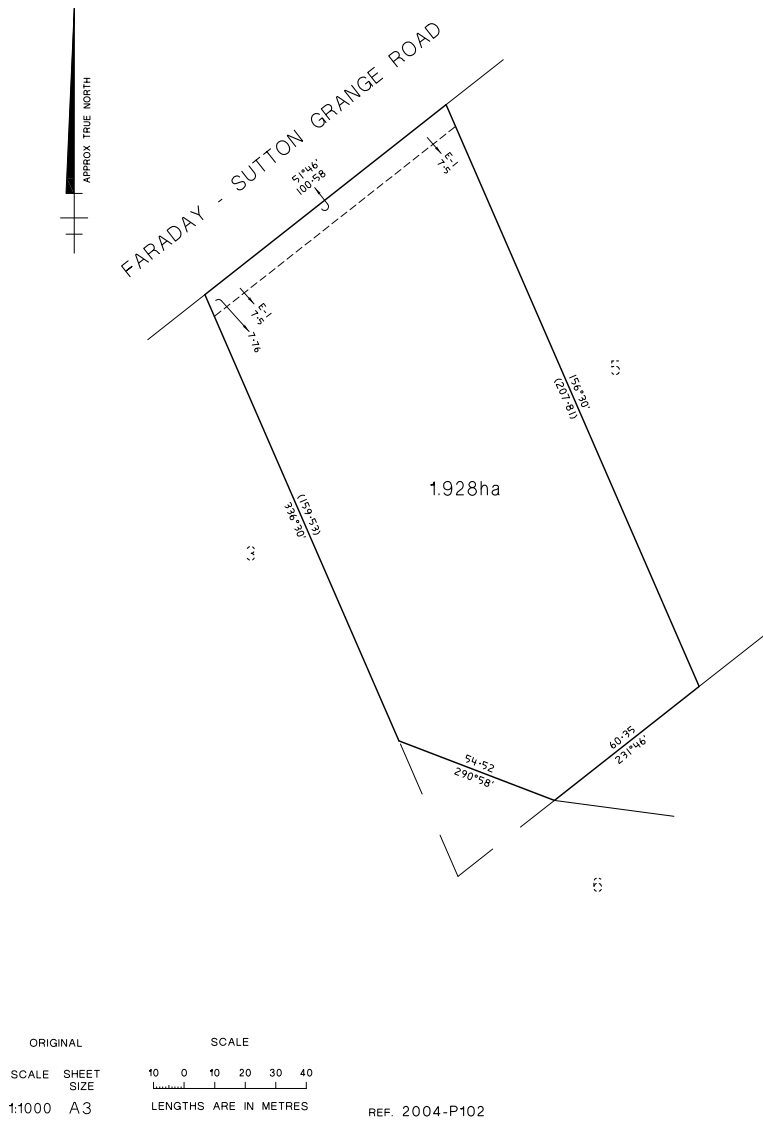 APPROX TRUE NORTH
FARADAY - SUTTON GRANGE ROAD
51°46'
100·58
E-1
7·5
E-1
7·5
7·76
156°30'
(207·81)
5
1.928ha
(159·53)
336°30'
3
60·35
231°46'
54·52
290°58'
6
ORIGINAL
SCALE
SCALE SHEET SIZE
10 0 10 20 30 40
1:1000 A3
LENGTHS ARE IN METRES
REF. 2004-P102